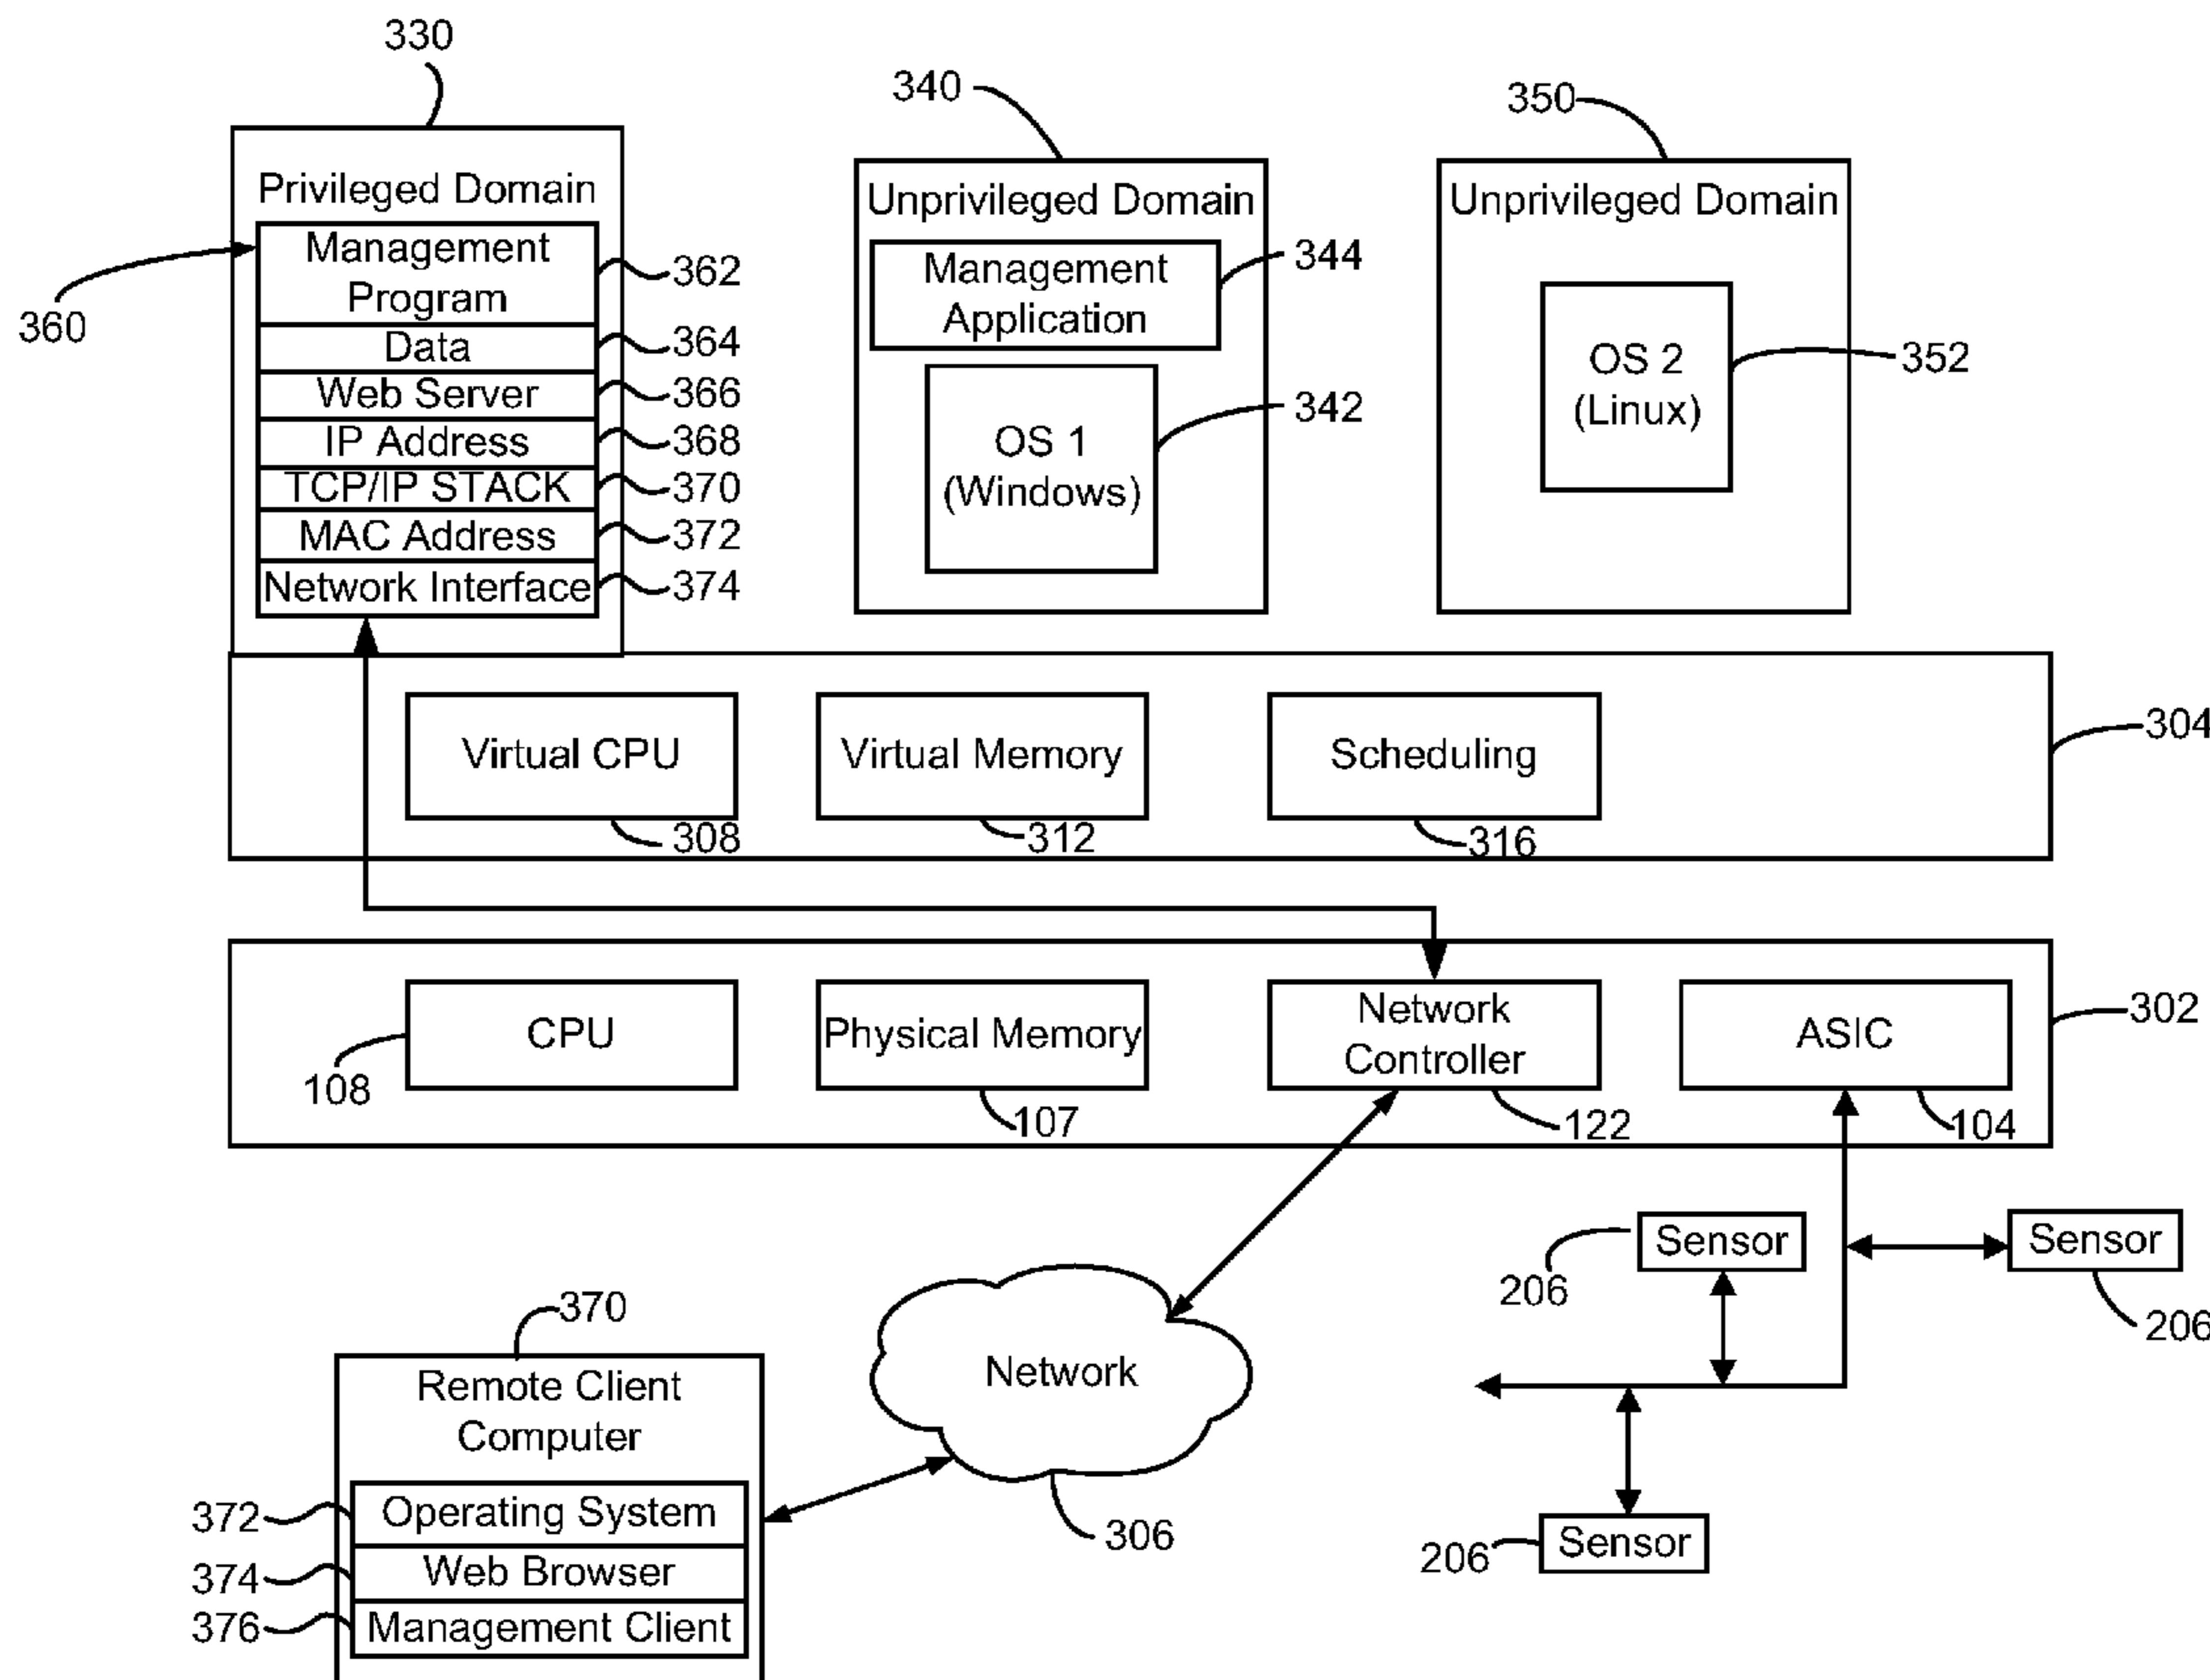 330
340
350
Privileged Domain
Unprivileged Domain
Unprivileged Domain
360
Management
Program
362
Data
364
Web Server
366
IP Address
368
TCP/IP STACK
370
MAC Address
372
Network Interface
374
Management
Application
344
OS 1
(Windows)
342
OS 2
(Linux)
352
Virtual CPU
308
Virtual Memory
312
Scheduling
316
304
CPU
108
Physical Memory
107
Network
Controller
122
ASIC
104
302
Sensor
206
Sensor
206
Sensor
206
Network
306
370
Remote Client
Computer
372
Operating System
374
Web Browser
376
Management Client